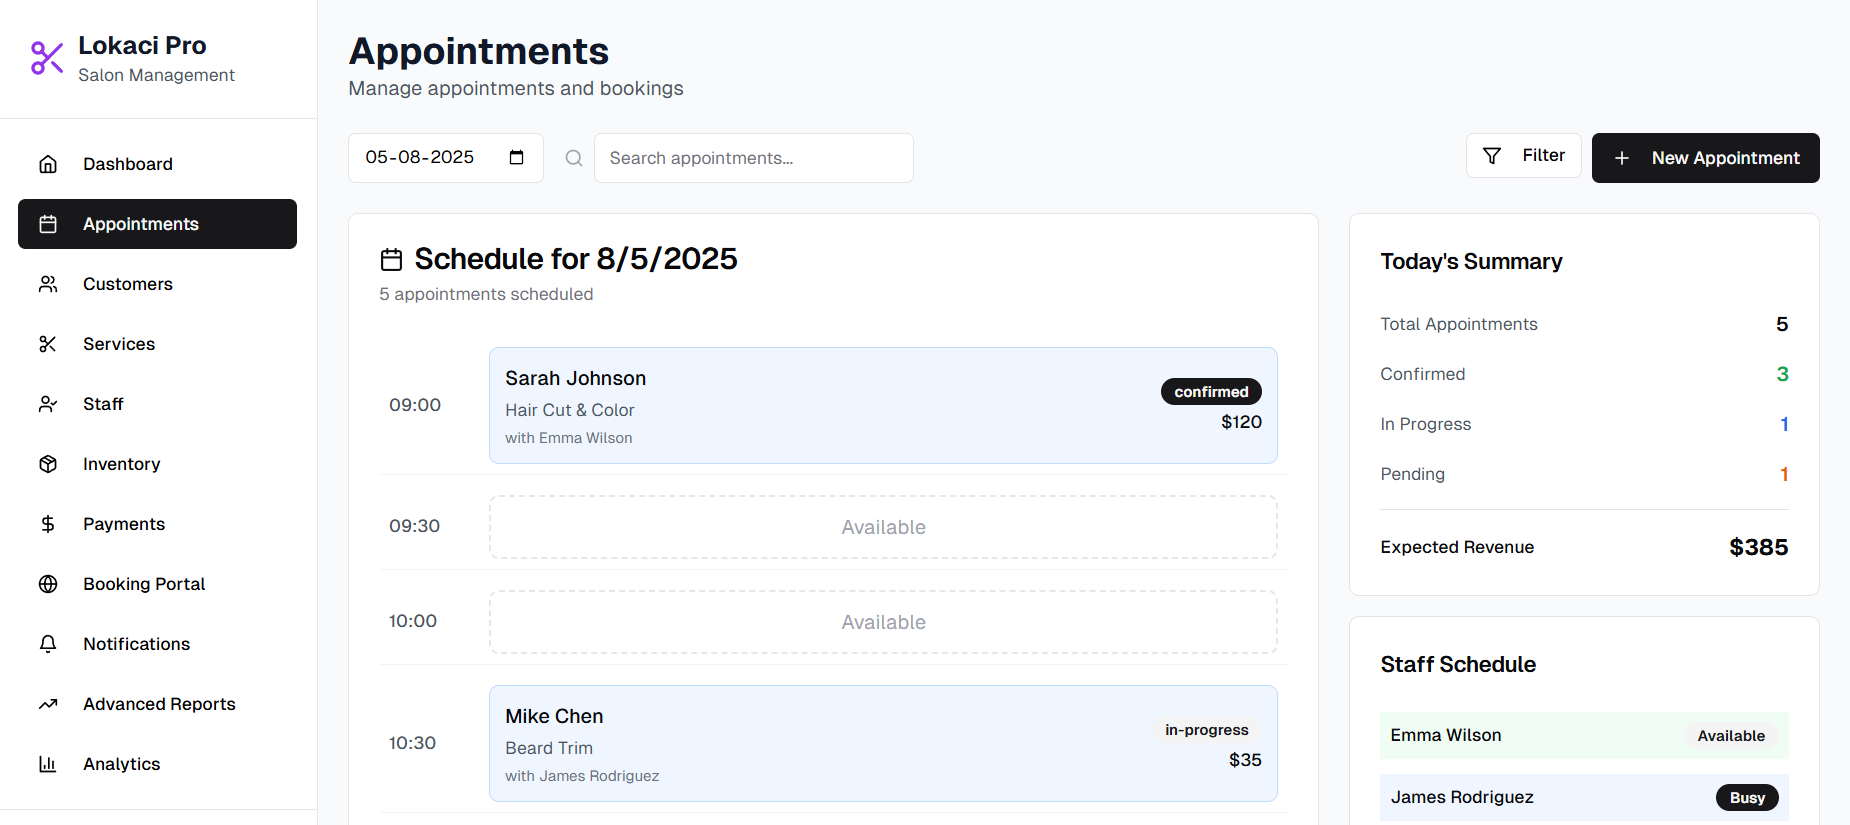 Lokaci Pro
Salon Management
Dashboard
Appointments
Customers
Services
Staff
Inventory
Payments
Booking Portal
Notifications
Advanced Reports
Analytics
Appointments
Manage appointments and bookings
05-08-2025
Search appointments...
Filter
New Appointment
Schedule for 8/5/2025
5 appointments scheduled
09:00
Sarah Johnson
Hair Cut & Color
with Emma Wilson
confirmed
$120
09:30
Available
10:00
Available
10:30
Mike Chen
Beard Trim
with James Rodriguez
in-progress
$35
Today's Summary
Total Appointments 5
Confirmed 3
In Progress 1
Pending 1
Expected Revenue $385
Staff Schedule
Emma Wilson Available
James Rodriguez Busy